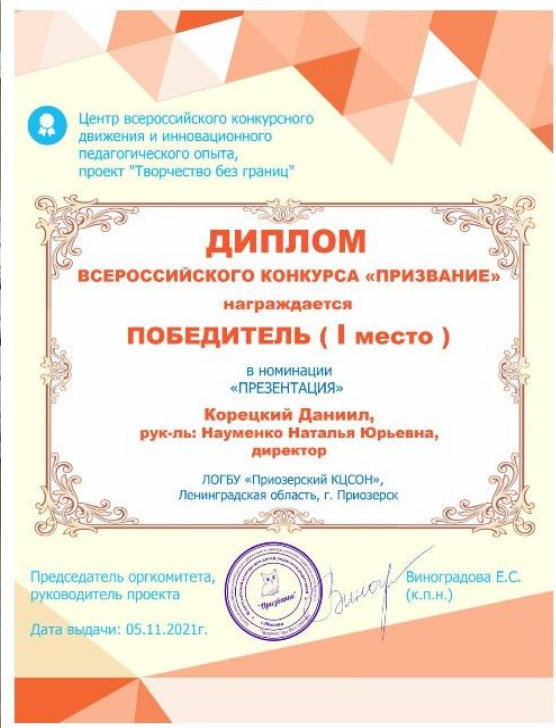 Центр всероссийского конкурсного
движения и инновационного
педагогического опыта,
проект "Творчество без границ"
ДИПЛОМ
ВСЕРОССИЙСКОГО КОНКУРСА «ПРИЗВАНИЕ»
награждается
ПОБЕДИТЕЛЬ ( I место )
в номинации
«ПРЕЗЕНТАЦИЯ»
Корецкий Даниил,
рук-ль: Науменко Наталья Юрьевна,
директор
ЛОГБУ «Приозерский КЦСОН»,
Ленинградская область, г. Приозерск
Председатель оргкомитета,
руководитель проекта
"Призвание"
г. Москва
Виноградова Е.С.
(к.п.н.)
Дата выдачи: 05.11.2021г.